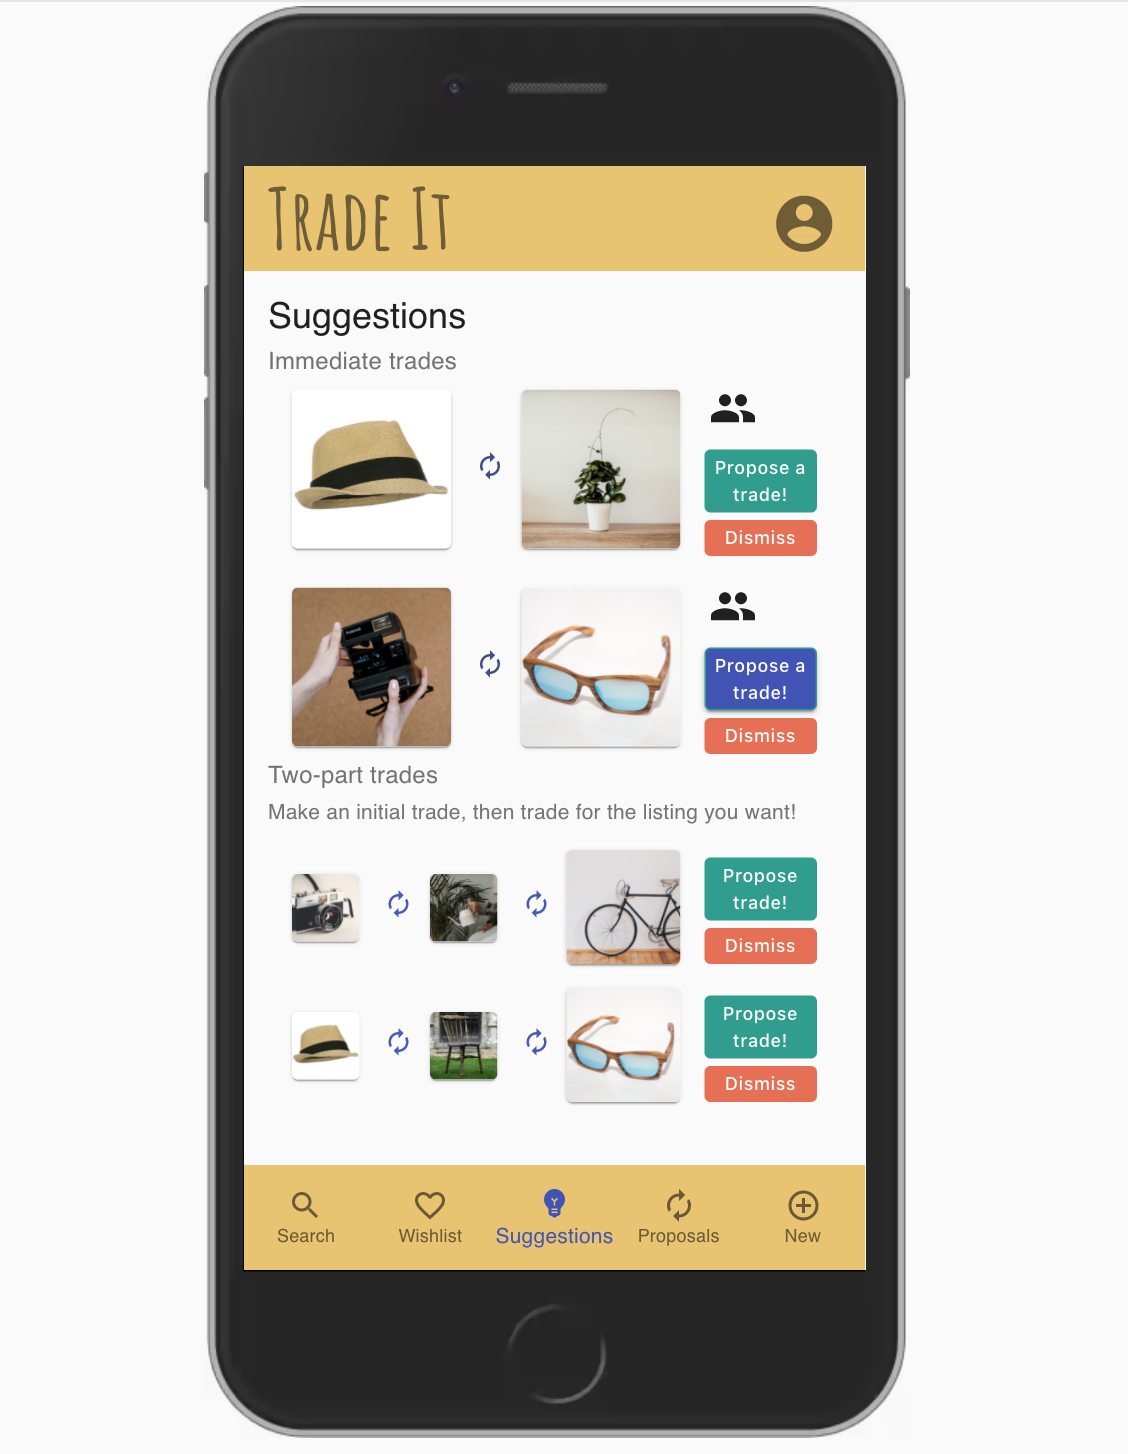 Trade It
Suggestions
Immediate trades
Propose a
trade!
Dismiss
Propose a
trade!
Dismiss
Two-part trades
Make an initial trade, then trade for the listing you want!
Propose
trade!
Dismiss
Propose
trade!
Dismiss
Search
Wishlist
Suggestions
Proposals
New